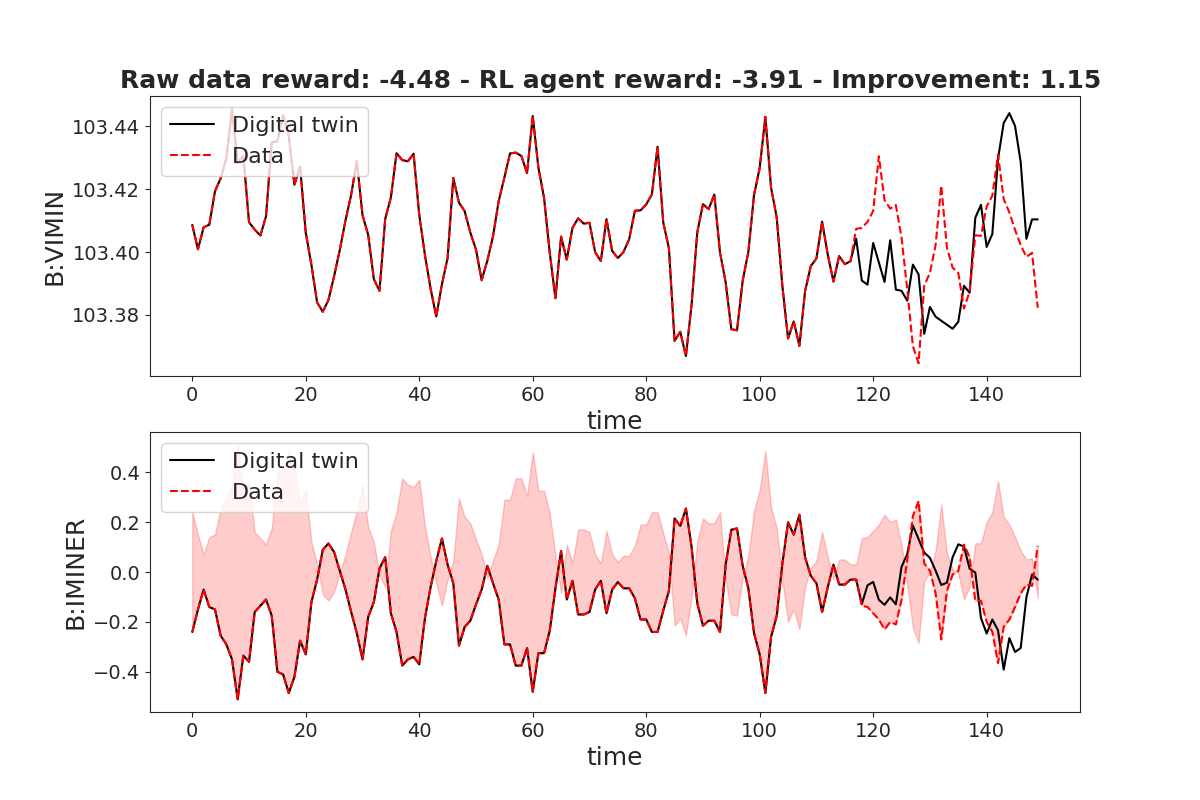 Raw data reward: -4.48 - RL agent reward: -3.91 - Improvement: 1.15
Digital twin
Data
103.44
103.42
103.40
103.38
B:VIMIN
0 20 40 60 80 100 120 140
time
Digital twin
Data
0.4
0.2
0.0
−0.2
−0.4
B:IMINER
0 20 40 60 80 100 120 140
time